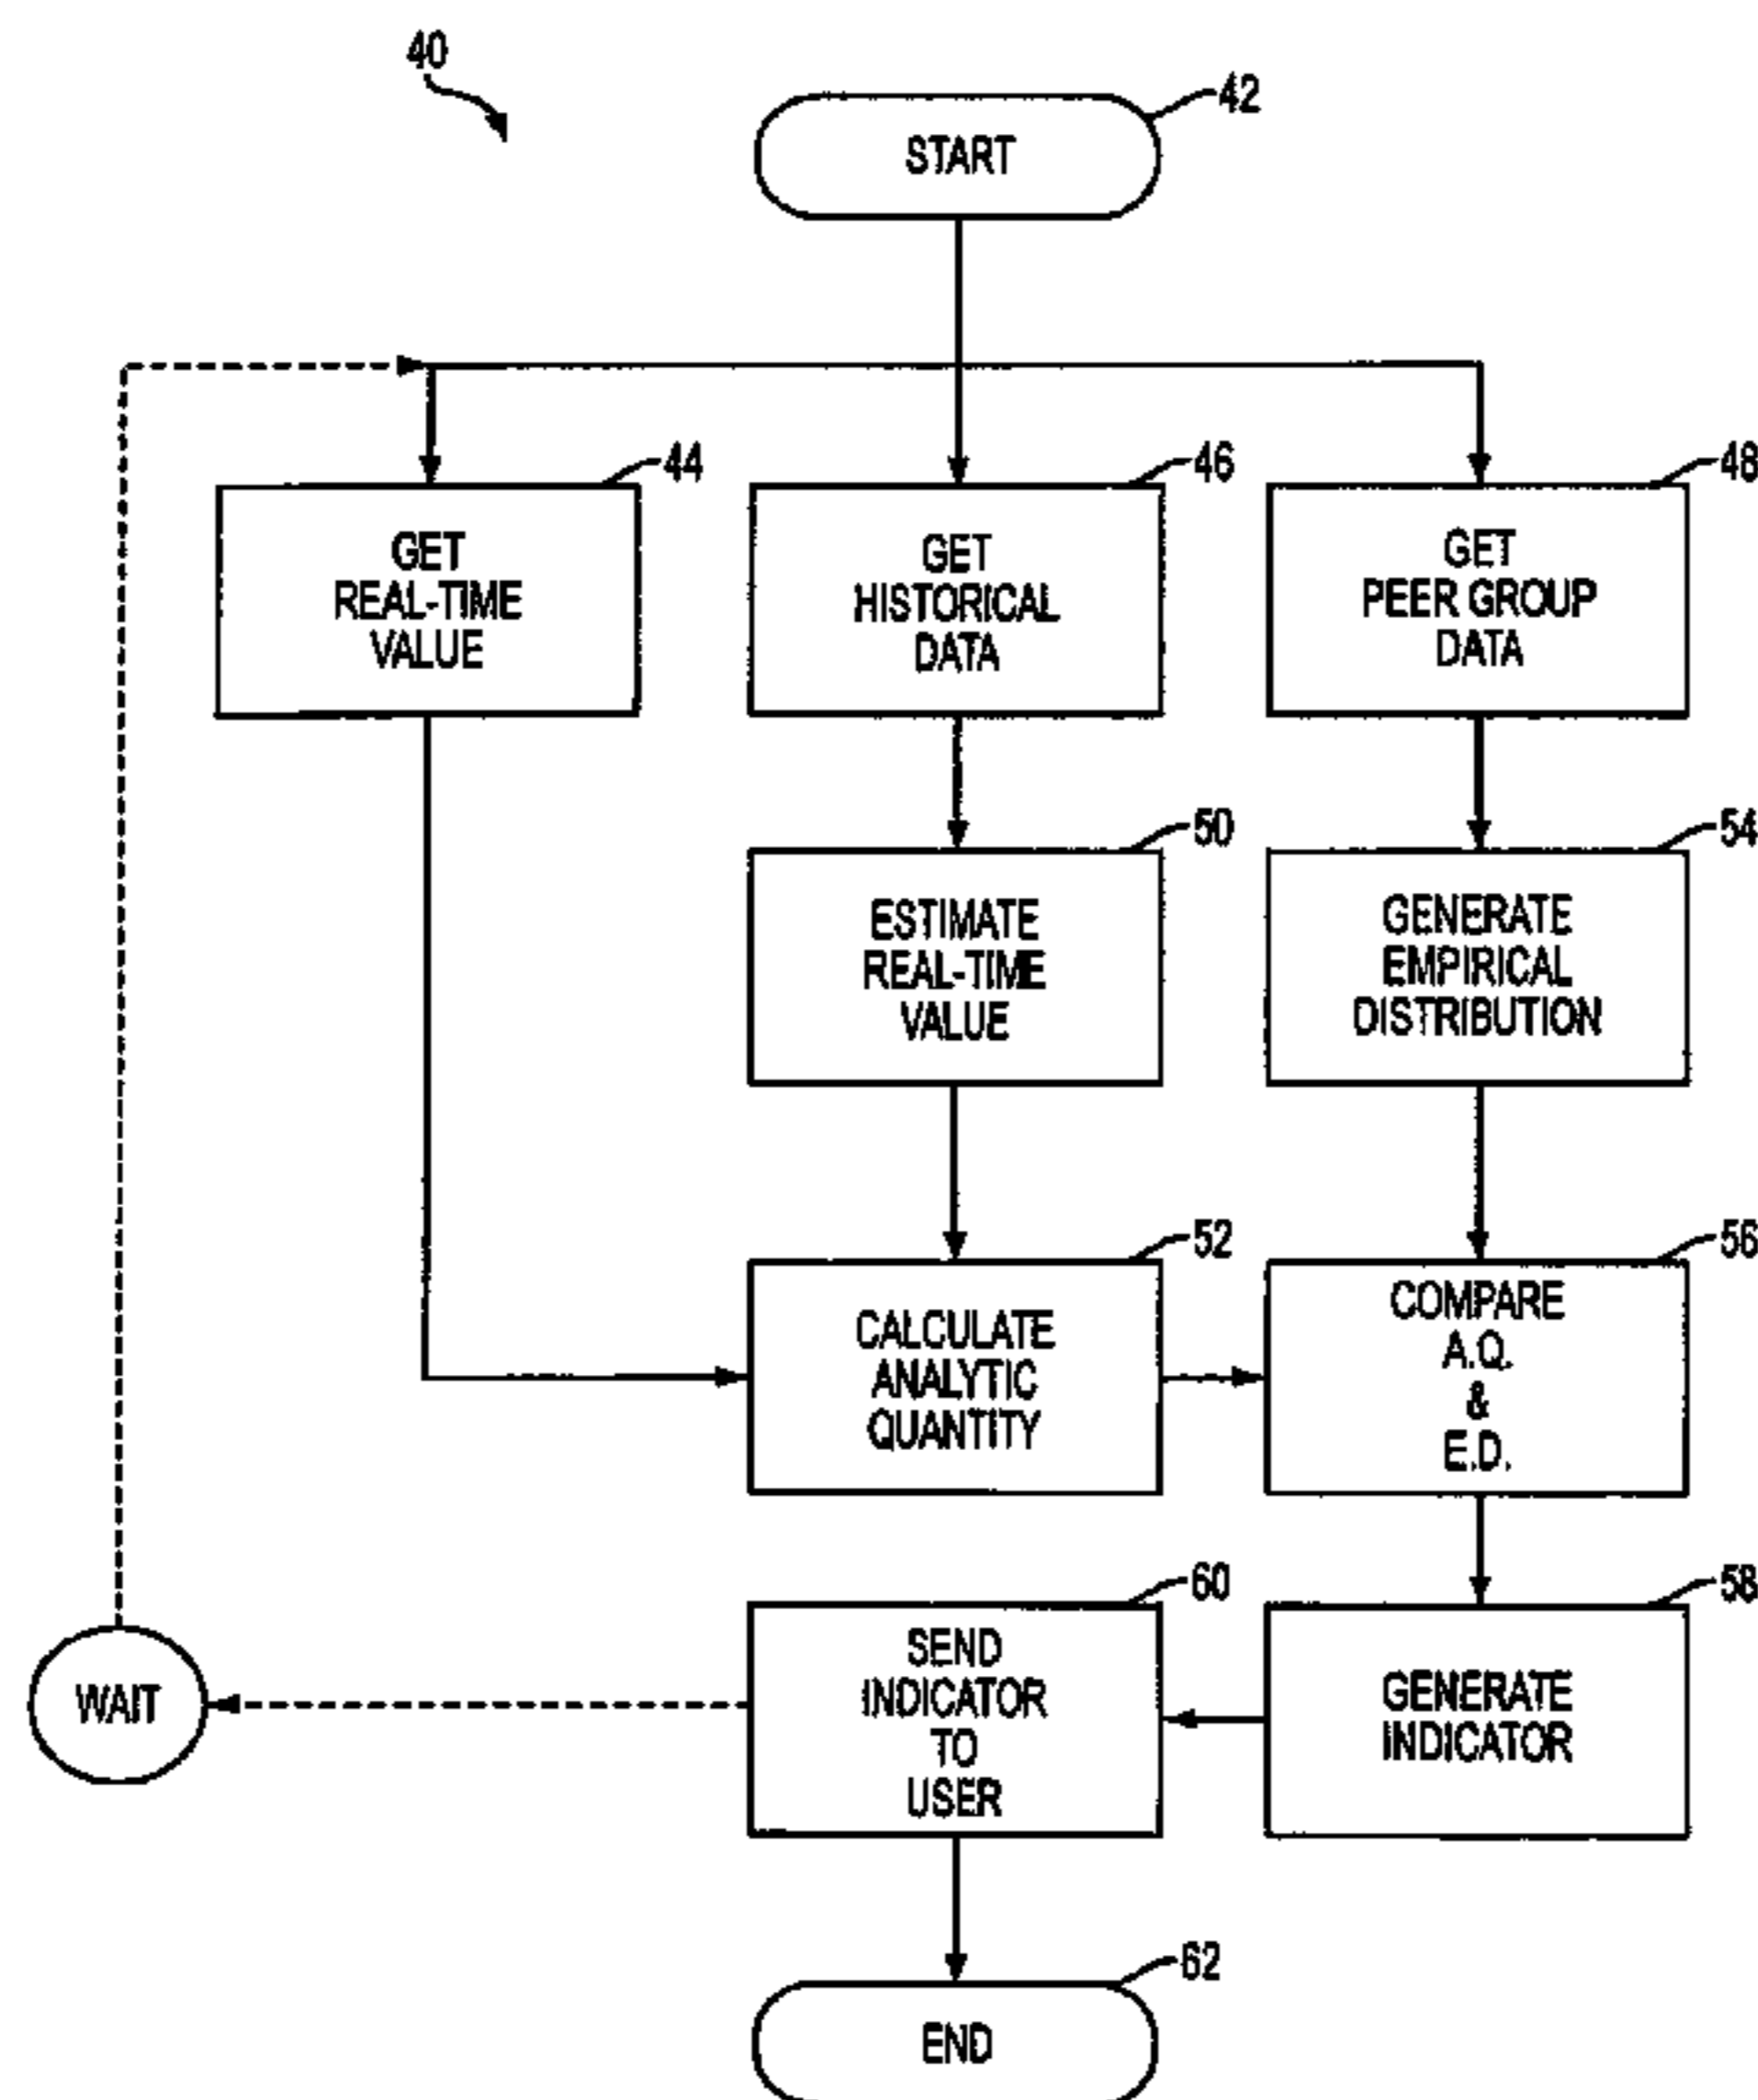 40
42
START
44
GET
REAL-TIME
VALUE
46
GET
HISTORICAL
DATA
48
GET
PEER GROUP
DATA
50
ESTIMATE
REAL-TIME
VALUE
54
GENERATE
EMPIRICAL
DISTRIBUTION
52
CALCULATE
ANALYTIC
QUANTITY
56
COMPARE
A.Q.
&
E.D.
60
SEND
INDICATOR
TO
USER
58
GENERATE
INDICATOR
WAIT
62
END